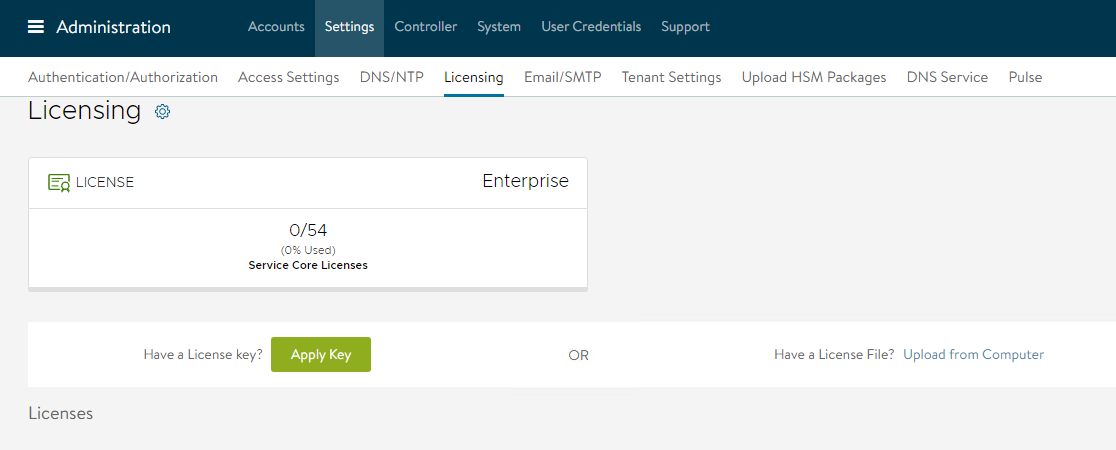 Administration Accounts Settings Controller System User Credentials Support
Authentication/Authorization Access Settings DNS/NTP Licensing Email/SMTP Tenant Settings Upload HSM Packages DNS Service Pulse
Licensing
LICENSE Enterprise
0/54
(0% Used)
Service Core Licenses
Have a License key? Apply Key OR Have a License File? Upload from Computer
Licenses